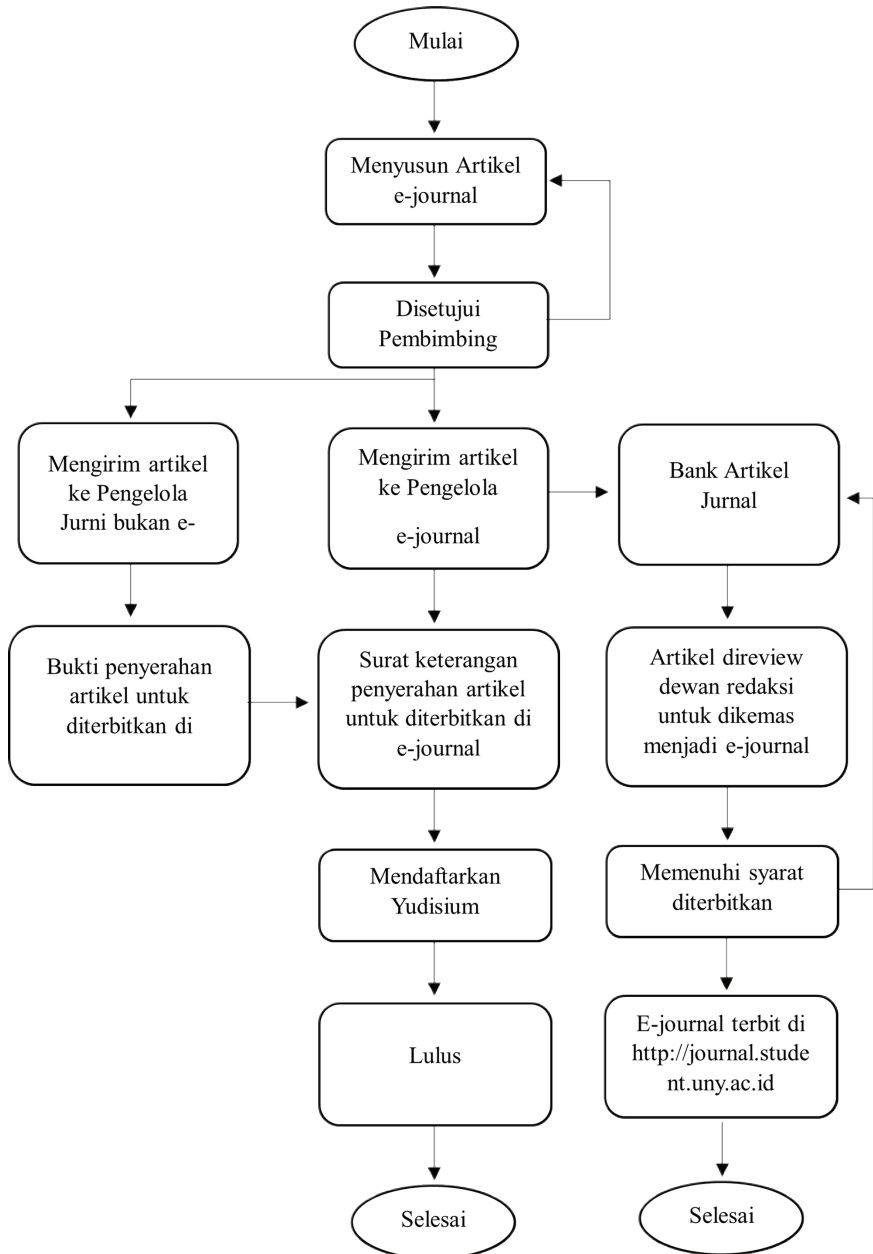 Mulai
Menyusun Artikel
e-journal
Disetujui
Pembimbing
Mengirim artikel
ke Pengelola
Jurni bukan e-
Mengirim artikel
ke Pengelola
e-journal
Bank Artikel
Jurnal
Bukti penyerahan
artikel untuk
diterbitkan di
Surat keterangan
penyerahan artikel
untuk diterbitkan di
e-journal
Artikel direview
dewan redaksi
untuk dikemas
menjadi e-journal
Mendaftarkan
Yudisium
Memenuhi syarat
diterbitkan
Lulus
E-journal terbit di
http://journal.stude
nt.uny.ac.id
Selesai
Selesai